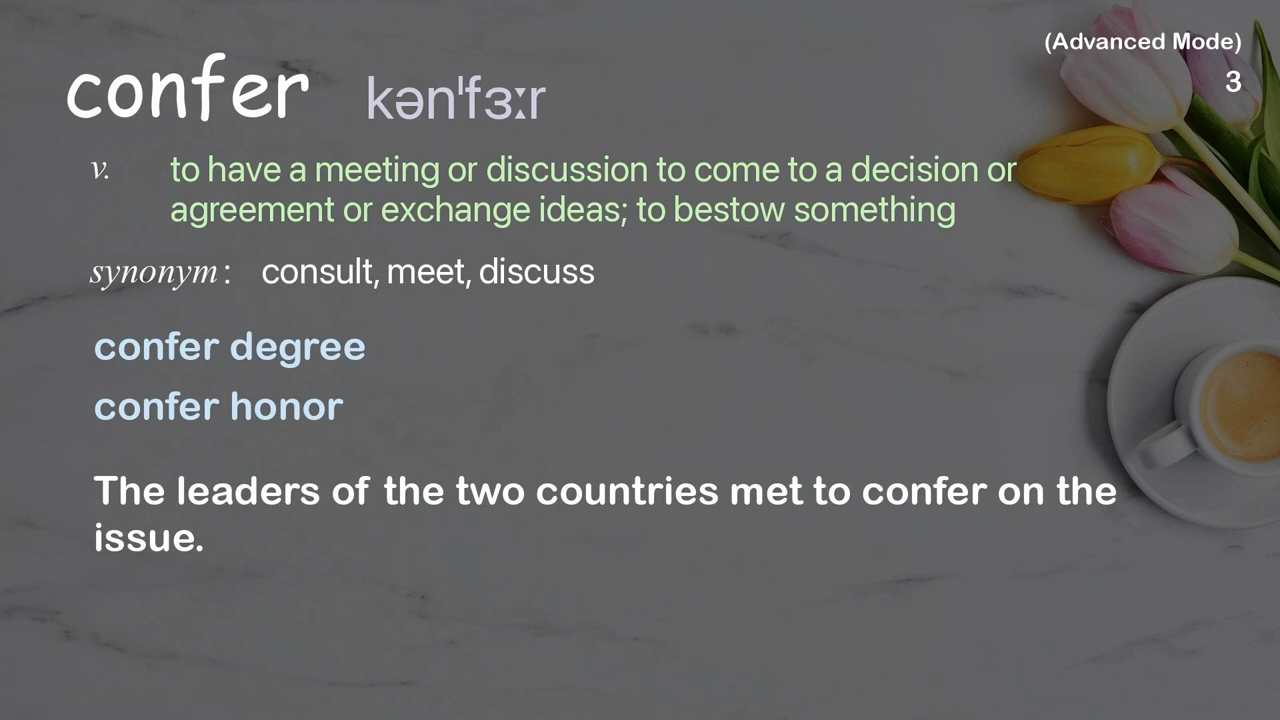 (Advanced Mode)
3
confer kən'fɜːr
v. to have a meeting or discussion to come to a decision or
agreement or exchange ideas; to bestow something
synonym: consult, meet, discuss
confer degree
confer honor
The leaders of the two countries met to confer on the
issue.